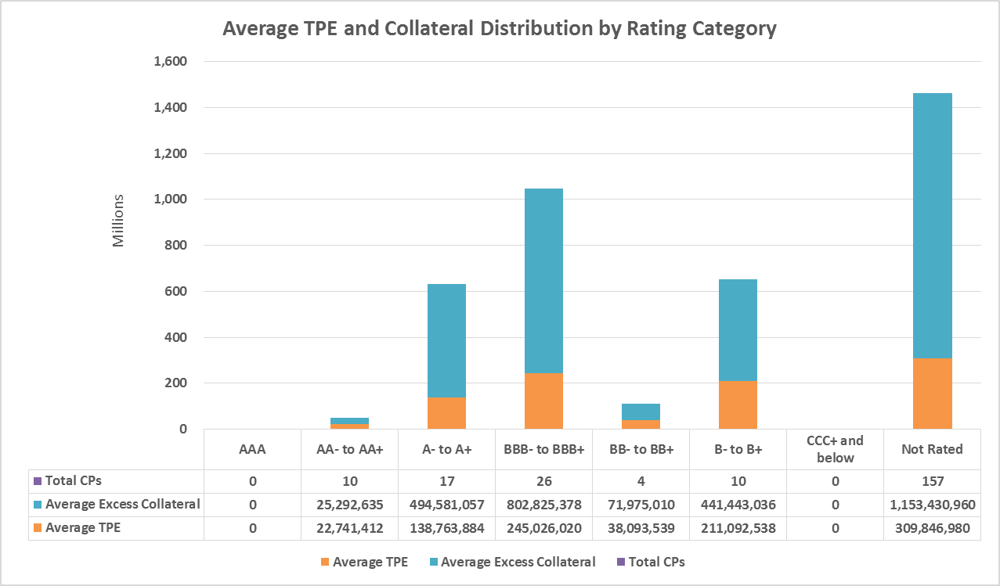 Average TPE and Collateral Distribution by Rating Category
1,600
1,400
1,200
1,000
800
600
400
200
0
Millions
AAA AA- to AA+ A- to A+ BBB- to BBB+ BB- to BB+ B- to B+ CCC+ and below Not Rated
Total CPs 0 10 17 26 4 10 0 157
Average Excess Collateral 0 25,292,635 494,581,057 802,825,378 71,975,010 441,443,036 0 1,153,430,960
Average TPE 0 22,741,412 138,763,884 245,026,020 38,093,539 211,092,538 0 309,846,980
Average TPE Average Excess Collateral Total CPs